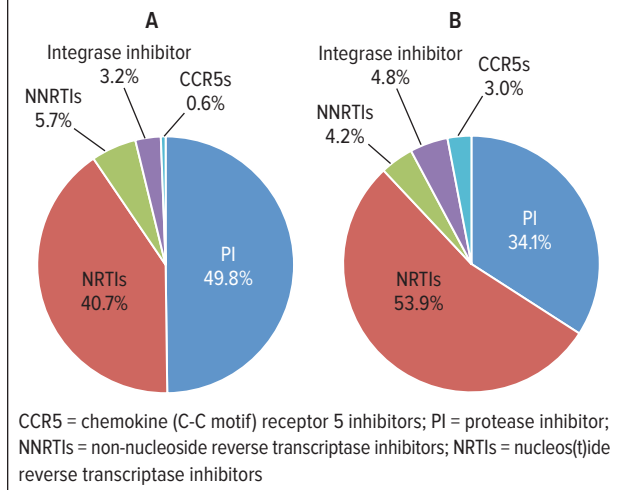 A
Integrase inhibitor
3.2%
CCR5s
0.6%
NNRTIs
5.7%
PI
49.8%
NRTIs
40.7%
B
Integrase inhibitor
4.8%
CCR5s
3.0%
NNRTIs
4.2%
PI
34.1%
NRTIs
53.9%
CCR5 = chemokine (C-C motif) receptor 5 inhibitors; PI = protease inhibitor;
NNRTIs = non-nucleoside reverse transcriptase inhibitors; NRTIs = nucleos(t)ide
reverse transcriptase inhibitors